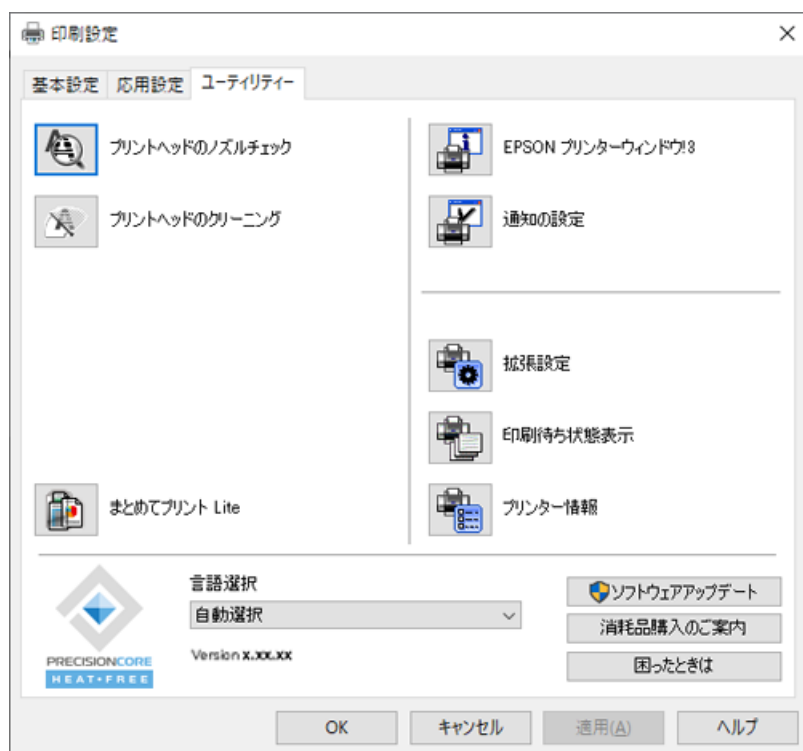 印刷設定
基本設定 応用設定 ユーティリティー
プリントヘッドのノズルチェック
プリントヘッドのクリーニング
まとめてプリント Lite
EPSON プリンターウィンドウ!3
通知の設定
拡張設定
印刷待ち状態表示
プリンター情報
PRECISIONCORE
HEAT・FREE
言語選択
自動選択
Version x.xx.xx
ソフトウェアアップデート
消耗品購入のご案内
困ったときは
OK キャンセル 適用(A) ヘルプ